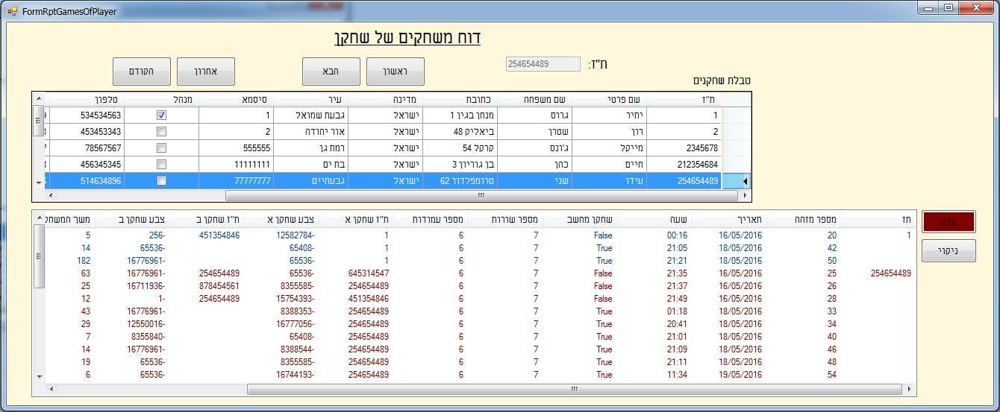 FormRptGamesOfPlayer
דוח משחקים של שחקן
ת"ז: 254654489
ראשון הבא אחרון הקודם
טבלת שחקנים
ת"ז שם פרטי שם משפחה כתובת מדינה עיר סיסמא מנהל טלפון
1 יתיר גרוס מנחן בגין 1 ישראל גבעת שמואל 1 534534563
2 רון שטרן ביאליק 48 ישראל אור יהודה 2 453453343
2345678 מייקל ג'ונס קרקל 54 ישראל רמת גן 555555 78567567
212354684 חיים כהן בן גוריון 3 ישראל בת ים 11111111 456345345
254654489 עידו שני טרומפלדור 62 ישראל גבעתיים 77777777 514634896
תז מספר מזהה תאריך שעה שחקן מחשב מספר שורות מספר עמודות ת"ז שחקן א צבע שחקן א ת"ז שחקן ב צבע שחקן ב משך המשחק
1 20 16/05/2016 00:16 False 7 6 1 12582784- 451354846 256-  5
42 18/05/2016 21:05 True 7 6 1 65408- 65536- 14
50 18/05/2016 21:21 True 7 6 1 65536- 16776961- 182
254654489 25 16/05/2016 21:35 False 7 6 645314547 65536- 254654489 16776961- 63
26 16/05/2016 21:37 False 7 6 254654489 8355585- 878454561 16711936- 25
28 16/05/2016 21:49 False 7 6 451354846 15754393- 254654489 1- 12
33 18/05/2016 01:18 True 7 6 254654489 8388353- 16776961- 43
34 18/05/2016 20:41 True 7 6 254654489 16777056- 12550016- 29
40 18/05/2016 21:01 True 7 6 254654489 65408- 8355840- 7
46 18/05/2016 21:09 True 7 6 254654489 8388544- 16776961- 14
48 18/05/2016 21:11 True 7 6 254654489 8355585- 65536- 19
54 19/05/2016 11:34 True 7 6 254654489 16744193- 65536- 6
צבע
ניקוי